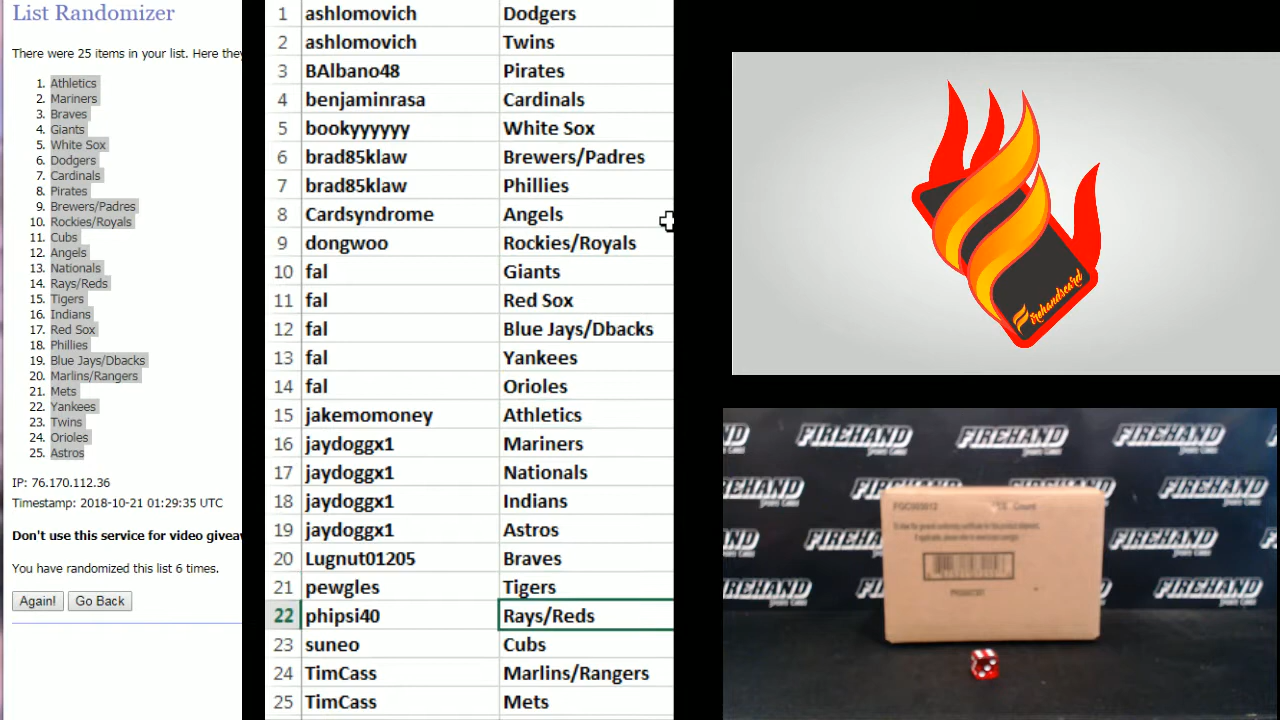 List Randomizer
There were 25 items in your list. Here they
1. Athletics
2. Mariners
3. Braves
4. Giants
5. White Sox
6. Dodgers
7. Cardinals
8. Pirates
9. Brewers/Padres
10. Rockies/Royals
11. Cubs
12. Angels
13. Nationals
14. Rays/Reds
15. Tigers
16. Indians
17. Red Sox
18. Phillies
19. Blue Jays/Dbacks
20. Marlins/Rangers
21. Mets
22. Yankees
23. Twins
24. Orioles
25. Astros
IP: 76.170.112.36
Timestamp: 2018-10-21 01:29:35 UTC
Don't use this service for video giveaw
You have randomized this list 6 times.
Again! Go Back
1 ashlomovich Dodgers
2 ashlomovich Twins
3 BAlbano48 Pirates
4 benjaminrasa Cardinals
5 bookyyyyyy White Sox
6 brad85klaw Brewers/Padres
7 brad85klaw Phillies
8 Cardsyndrome Angels
9 dongwoo Rockies/Royals
10 fal Giants
11 fal Red Sox
12 fal Blue Jays/Dbacks
13 fal Yankees
14 fal Orioles
15 jakemomoney Athletics
16 jaydoggx1 Mariners
17 jaydoggx1 Nationals
18 jaydoggx1 Indians
19 jaydoggx1 Astros
20 Lugnut01205 Braves
21 pewgles Tigers
22 phipsi40 Rays/Reds
23 suneo Cubs
24 TimCass Marlins/Rangers
25 TimCass Mets
Firehandscard
FIREHAND FIREHAND FIREHAND
FIREHAND
FIREHAND
Count